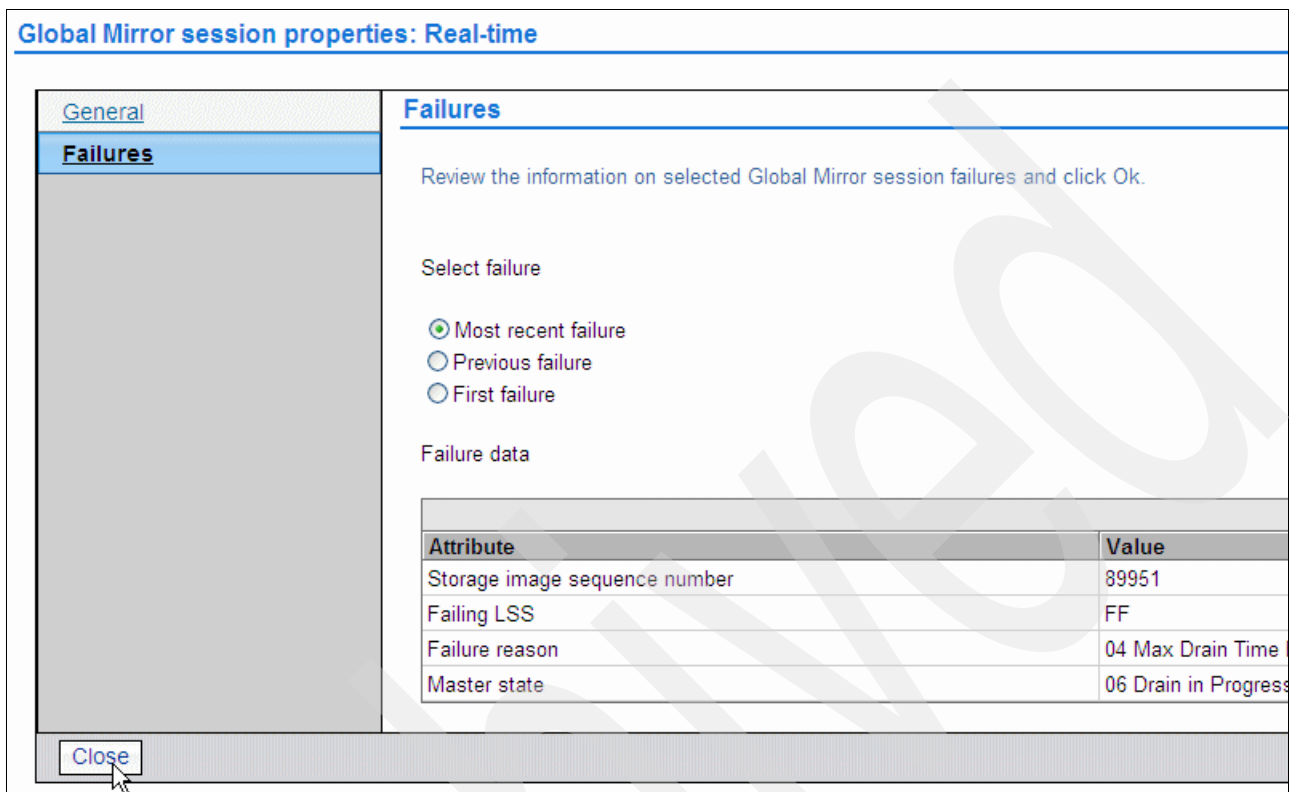 Global Mirror session properties: Real-time
General
Failures
Failures
Review the information on selected Global Mirror session failures and click Ok.
Select failure
Most recent failure
Previous failure
First failure
Failure data
Attribute Value
Storage image sequence number 89951
Failing LSS FF
Failure reason 04 Max Drain Time
Master state 06 Drain in Progress
Close